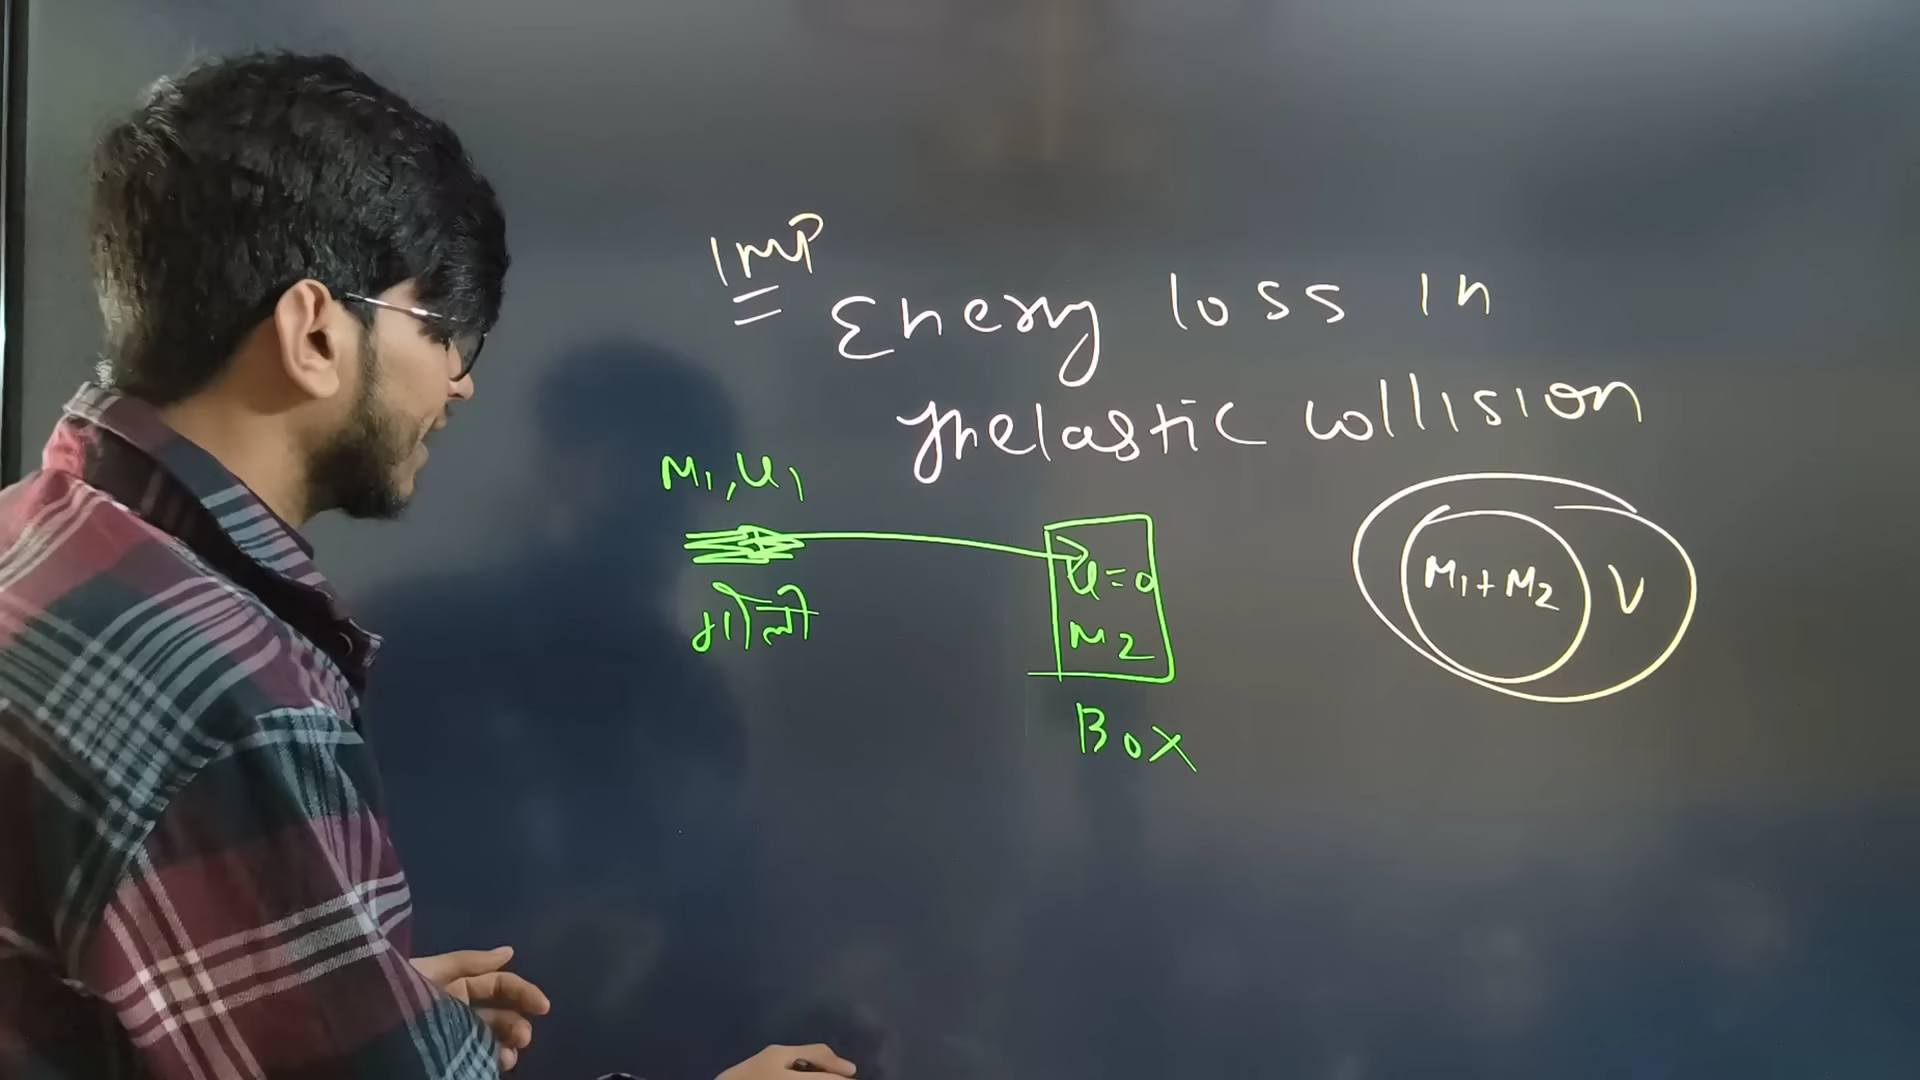 IMP
Energy loss in
Inelastic collision
M1, u1
गोली
u=0
M2
Box
M1+M2 V